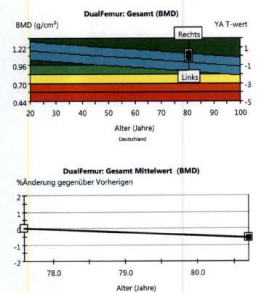 DualFemur: Gesamt (BMD)
BMD (g/cm²) YA T-wert
Rechts
1.22 1
0.96 -1
0.70 -3
0.44 -5
Links
20 30 40 50 60 70 80 90 100
Alter (Jahre)
Deutschland
DualFemur: Gesamt Mittelwert (BMD)
%Änderung gegenüber Vorherigen
2
1
0
-1
-2
78.0 79.0 80.0
Alter (Jahre)